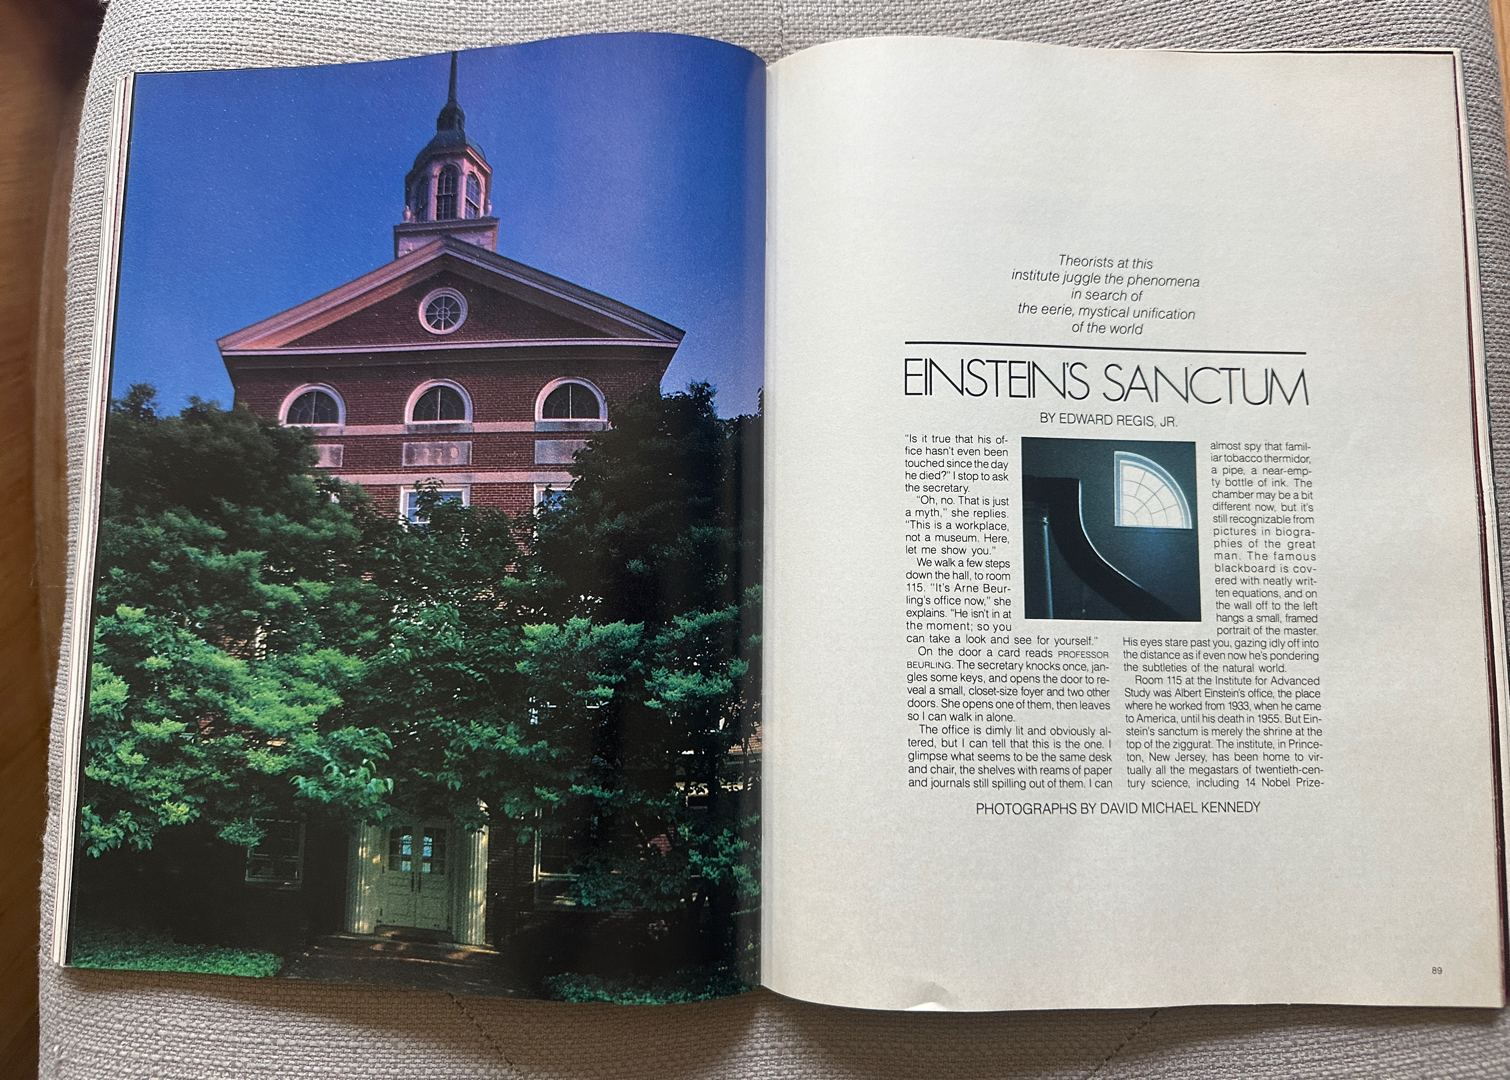 Theorists at this
institute juggle the phenomena
in search of
the eerie, mystical unification
of the world
EINSTEIN'S SANCTUM
BY EDWARD REGIS, JR.
"Is it true that his of-
fice hasn't even been
touched since the day
he died?" I stop to ask
the secretary.
"Oh, no. That is just
a myth," she replies.
"This is a workplace,
not a museum. Here,
let me show you."
We walk a few steps
down the hall, to room
115. "It's Arne Beur-
ling's office now," she
explains. "He isn't in at
the moment; so you
can take a look and see for yourself."
On the door a card reads PROFESSOR
BEURLING. The secretary knocks once, jan-
gles some keys, and opens the door to re-
veal a small, closet-size foyer and two other
doors. She opens one of them, then leaves
so I can walk in alone.
The office is dimly lit and obviously al-
tered, but I can tell that this is the one. I
glimpse what seems to be the same desk
and chair, the shelves with reams of paper
and journals still spilling out of them. I can
almost spy that famil-
iar tobacco thermidor,
a pipe, a near-emp-
ty bottle of ink. The
chamber may be a bit
different now, but it's
still recognizable from
pictures in biogra-
phies of the great
man. The famous
blackboard is cov-
ered with neatly writ-
ten equations, and on
the wall off to the left
hangs a small, framed
portrait of the master.
His eyes stare past you, gazing idly off into
the distance as if even now he's pondering
the subtleties of the natural world.
Room 115 at the Institute for Advanced
Study was Albert Einstein's office, the place
where he worked from 1933, when he came
to America, until his death in 1955. But Ein-
stein's sanctum is merely the shrine at the
top of the ziggurat. The institute, in Prince-
ton, New Jersey, has been home to vir-
tually all the megastars of twentieth-cen-
tury science, including 14 Nobel Prize-
PHOTOGRAPHS BY DAVID MICHAEL KENNEDY
89